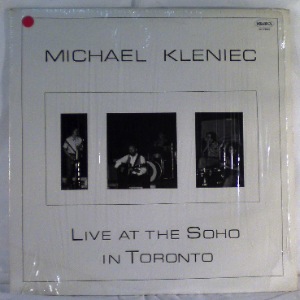 MICHAEL KLENIEC
LIVE AT THE SOHO
IN TORONTO